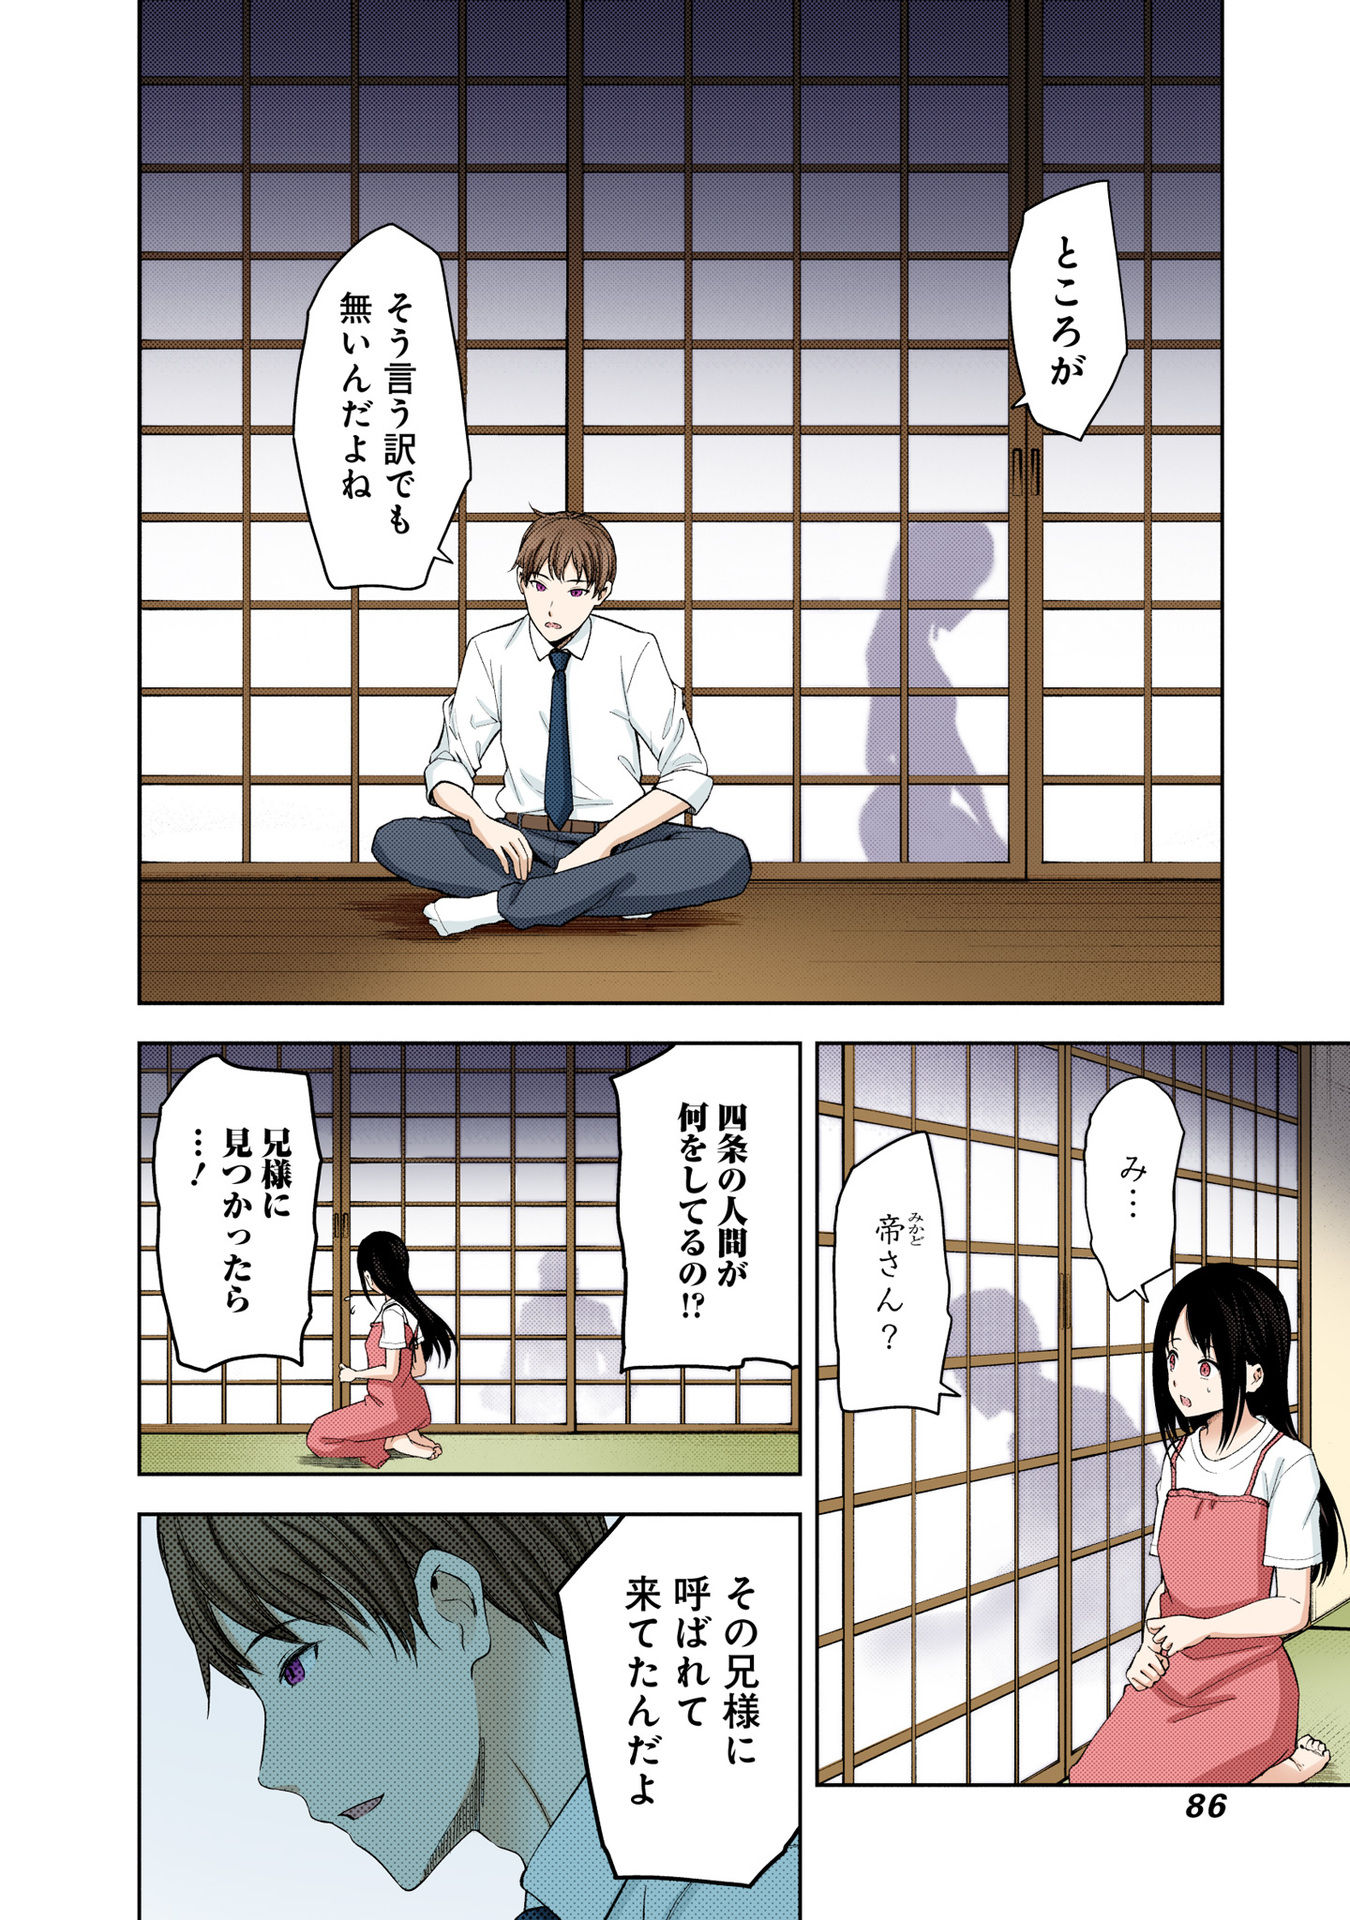 ところが
そう言う訳でも
無いんだよね
み…
帝さん?
みかど
四条の人間が
何をしてるの!?
兄様に
見つかったら
…!
その兄様に
呼ばれて
来てたんだよ
86